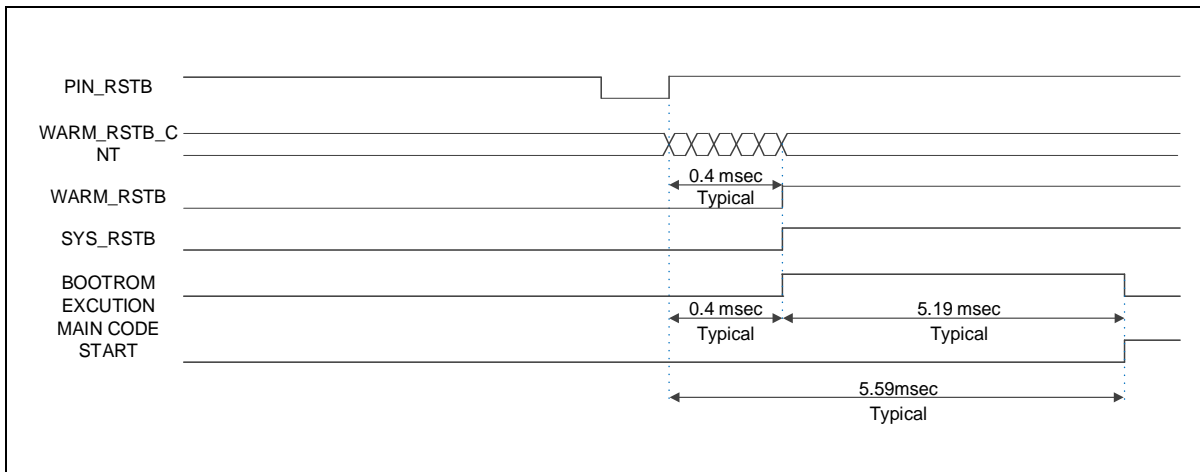 PIN_RSTB
WARM_RSTB_C
NT
0.4 msec
Typical
WARM_RSTB
SYS_RSTB
BOOTROM
EXCUTION
0.4 msec
Typical
5.19 msec
Typical
MAIN CODE
START
5.59msec
Typical